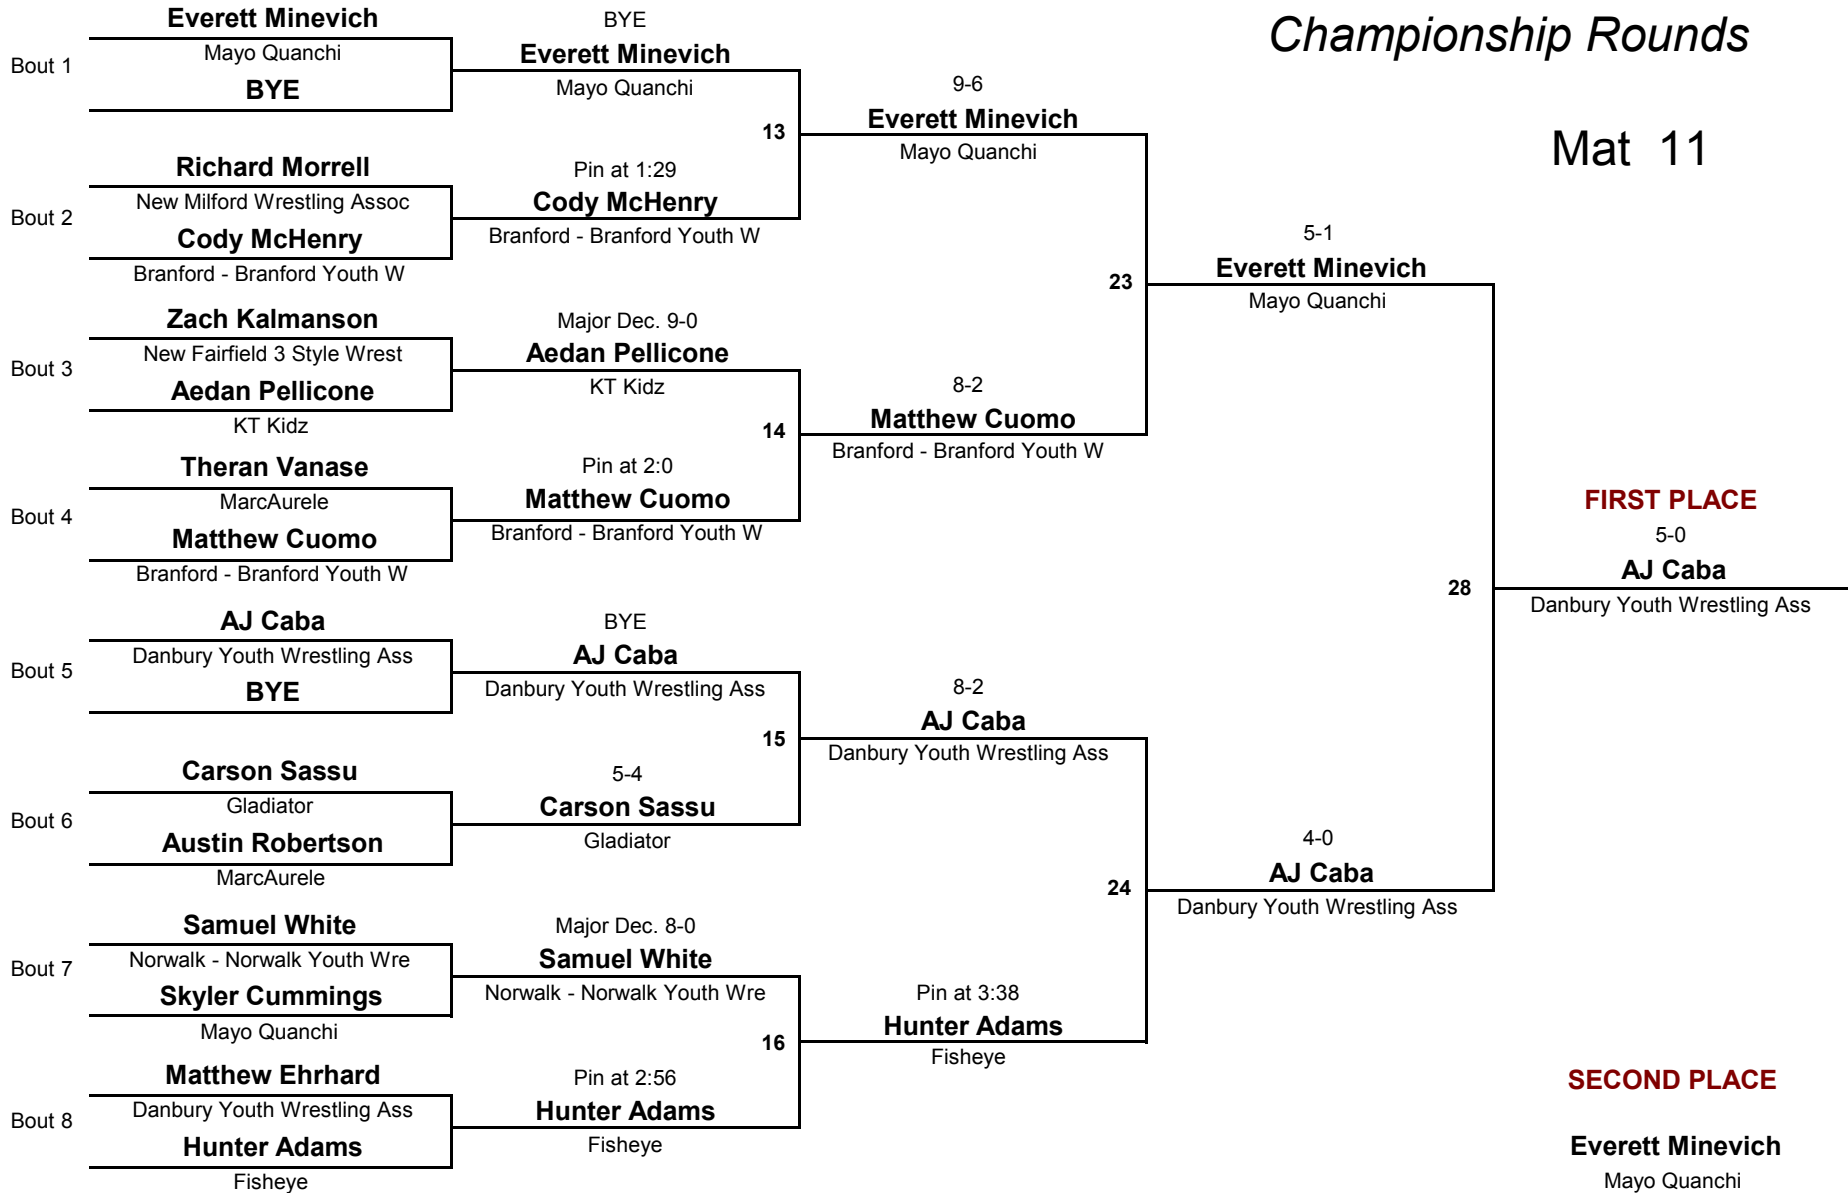 Championship Rounds
Mat 11
Bout 1
Everett Minevich
Mayo Quanchi
BYE
Bout 2
Richard Morrell
New Milford Wrestling Assoc
Cody McHenry
Branford - Branford Youth W
Bout 3
Zach Kalmanson
New Fairfield 3 Style Wrest
Aedan Pellicone
KT Kidz
Bout 4
Theran Vanase
MarcAurele
Matthew Cuomo
Branford - Branford Youth W
Bout 5
AJ Caba
Danbury Youth Wrestling Ass
BYE
Bout 6
Carson Sassu
Gladiator
Austin Robertson
MarcAurele
Bout 7
Samuel White
Norwalk - Norwalk Youth Wre
Skyler Cummings
Mayo Quanchi
Bout 8
Matthew Ehrhard
Danbury Youth Wrestling Ass
Hunter Adams
Fisheye
BYE
Everett Minevich
Mayo Quanchi
13
Pin at 1:29
Cody McHenry
Branford - Branford Youth W
Major Dec. 9-0
Aedan Pellicone
KT Kidz
14
Pin at 2:0
Matthew Cuomo
Branford - Branford Youth W
BYE
AJ Caba
Danbury Youth Wrestling Ass
15
5-4
Carson Sassu
Gladiator
Major Dec. 8-0
Samuel White
Norwalk - Norwalk Youth Wre
16
Pin at 2:56
Hunter Adams
Fisheye
9-6
Everett Minevich
Mayo Quanchi
23
8-2
Matthew Cuomo
Branford - Branford Youth W
8-2
AJ Caba
Danbury Youth Wrestling Ass
24
Pin at 3:38
Hunter Adams
Fisheye
5-1
Everett Minevich
Mayo Quanchi
28
4-0
AJ Caba
Danbury Youth Wrestling Ass
FIRST PLACE
5-0
AJ Caba
Danbury Youth Wrestling Ass
SECOND PLACE
Everett Minevich
Mayo Quanchi